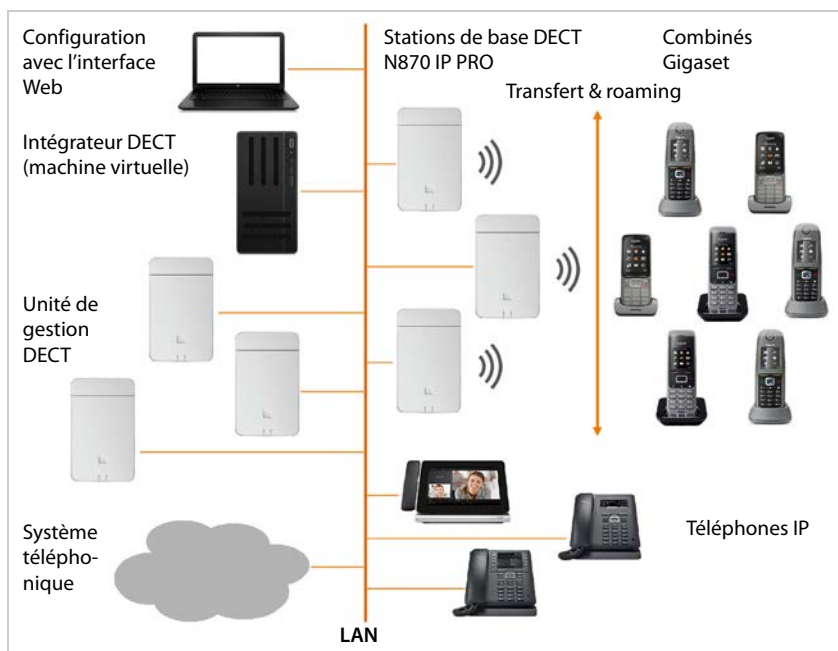 Configuration
avec l'interface
Web
Stations de base DECT
N870 IP PRO
Combinés
Gigaset
Transfert & roaming
Intégrateur DECT
(machine virtuelle)
Unité de
gestion
DECT
Système
télépho-
nique
Téléphones IP
LAN